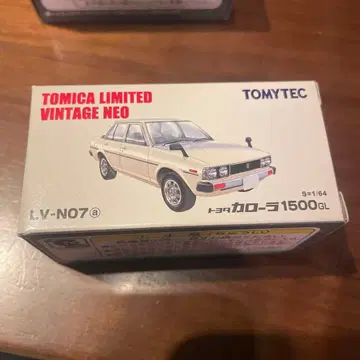 TOMICA LIMITED
VINTAGE NEO
TOMYTEC
S=1/64
LV-N07ⓐ
トヨタ カローラ1500GL